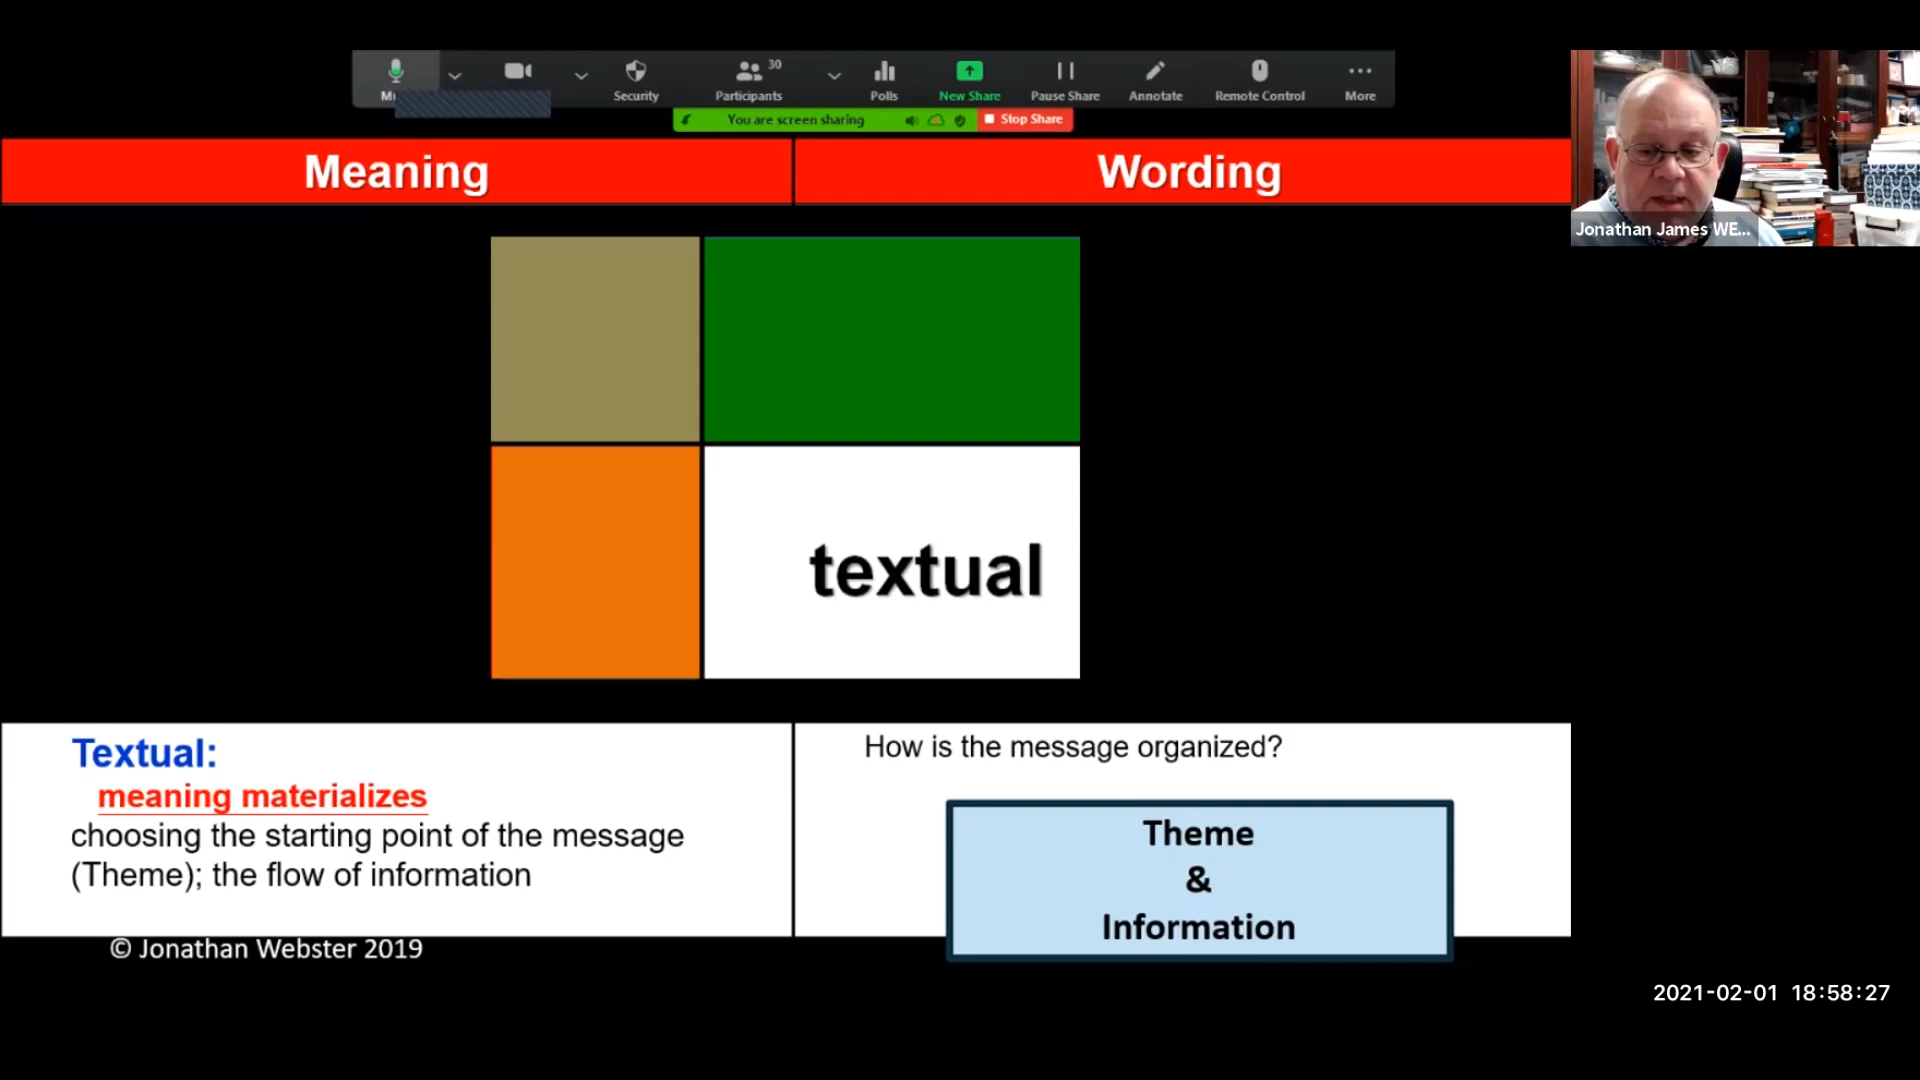 30
Participants
Security
Polls
New Share
Pause Share
Annotate
Remote Control
More
You are screen sharing
Stop Share
Jonathan James WE...
Meaning
Wording
textual
Textual:
meaning materializes
choosing the starting point of the message
(Theme); the flow of information
How is the message organized?
Theme
&
Information
© Jonathan Webster 2019
2021-02-01 18:58:27